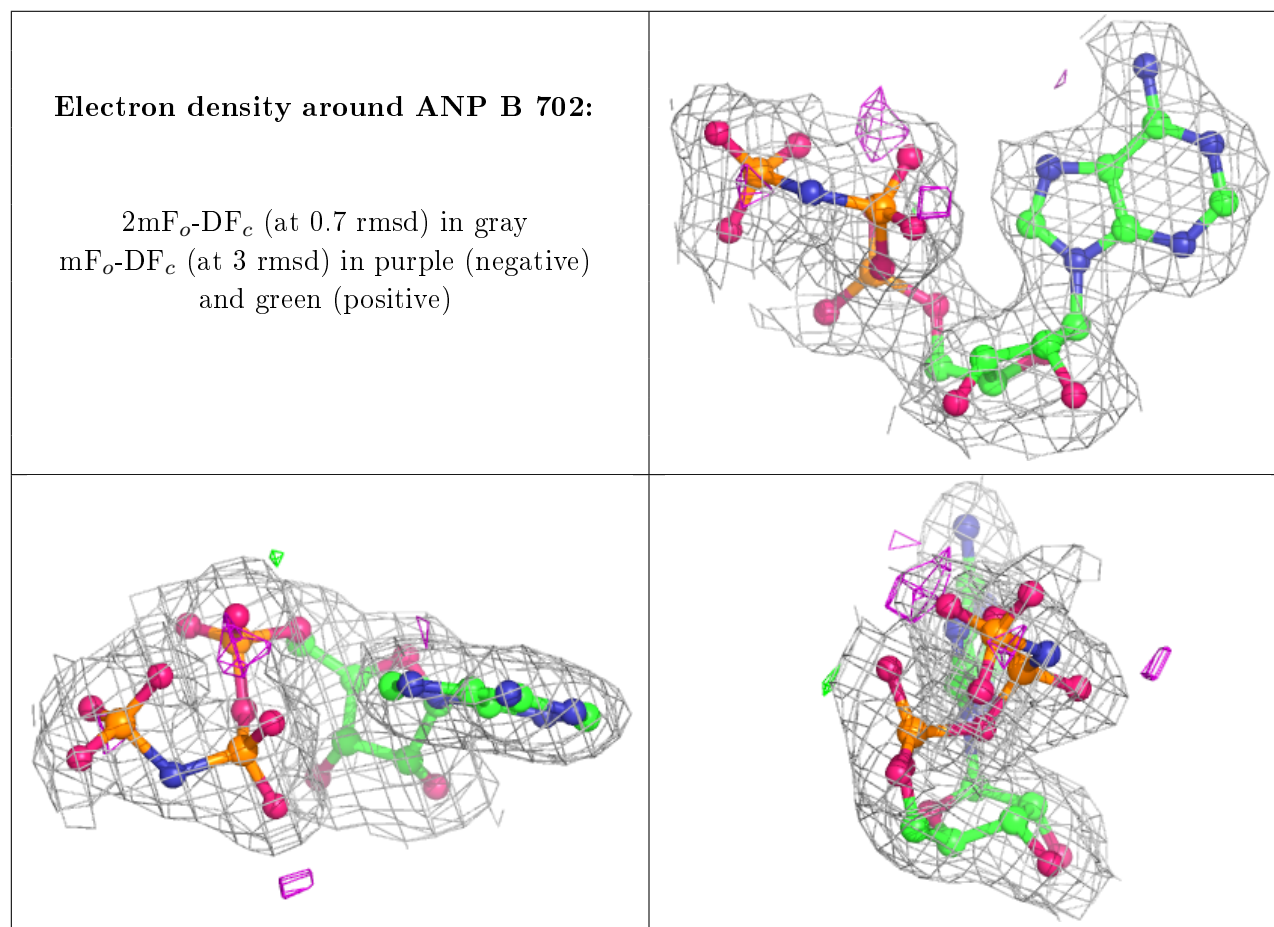 Electron density around ANP B 702:
2mFo-DFc (at 0.7 rmsd) in gray
mFo-DFc (at 3 rmsd) in purple (negative)
and green (positive)